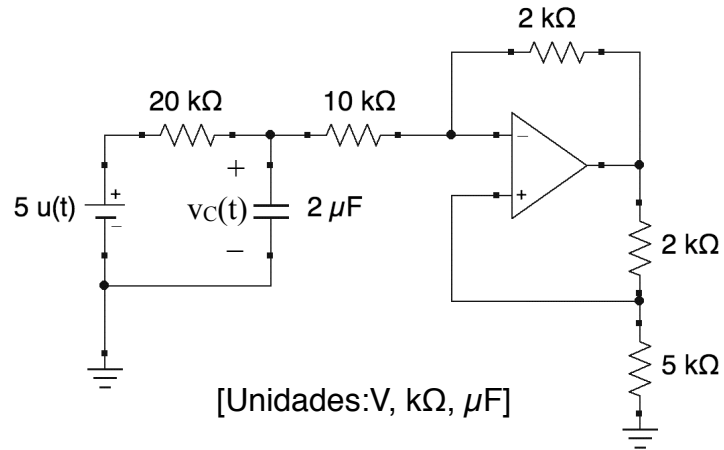 2 kΩ
20 kΩ
10 kΩ
5 u(t)
+
−
+
vC(t)
−
2 µF
−
+
2 kΩ
5 kΩ
[Unidades:V, kΩ, µF]